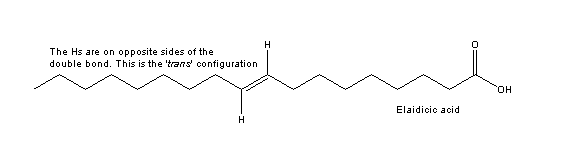 H
O
The Hs are on opposite sides of the
double bond. This is the 'trans' configuration
OH
H
Elaidicic acid